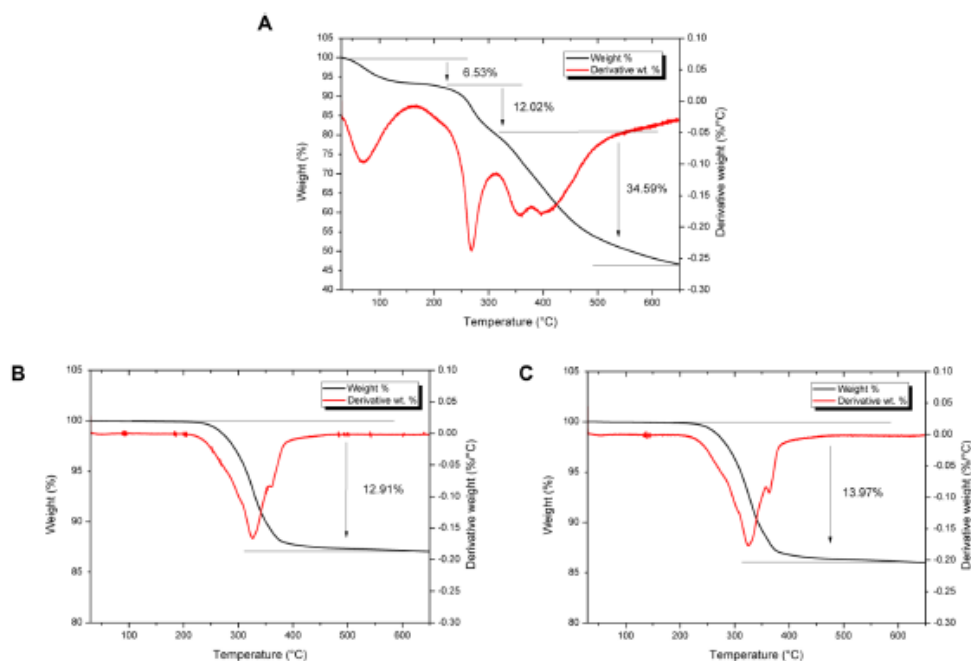 A
105
100
95
90
85
80
75
70
65
60
55
50
45
40
Weight (%)
0.10
0.05
0.00
-0.05
-0.10
-0.15
-0.20
-0.25
-0.30
Derivative weight (%/°C)
Weight %
Derivative wt. %
6.53%
12.02%
34.59%
100 200 300 400 500 600
Temperature (°C)
B
105
100
95
90
85
80
Weight (%)
0.10
0.05
0.00
-0.05
-0.10
-0.15
-0.20
-0.25
-0.30
Derivative weight (%/°C)
Weight %
Derivative wt. %
12.91%
100 200 300 400 500 600
Temperature (°C)
C
105
100
95
90
85
80
Weight (%)
0.10
0.05
0.00
-0.05
-0.10
-0.15
-0.20
-0.25
-0.30
Derivative weight (%/°C)
Weight %
Derivative wt. %
13.97%
100 200 300 400 500 600
Temperature (°C)